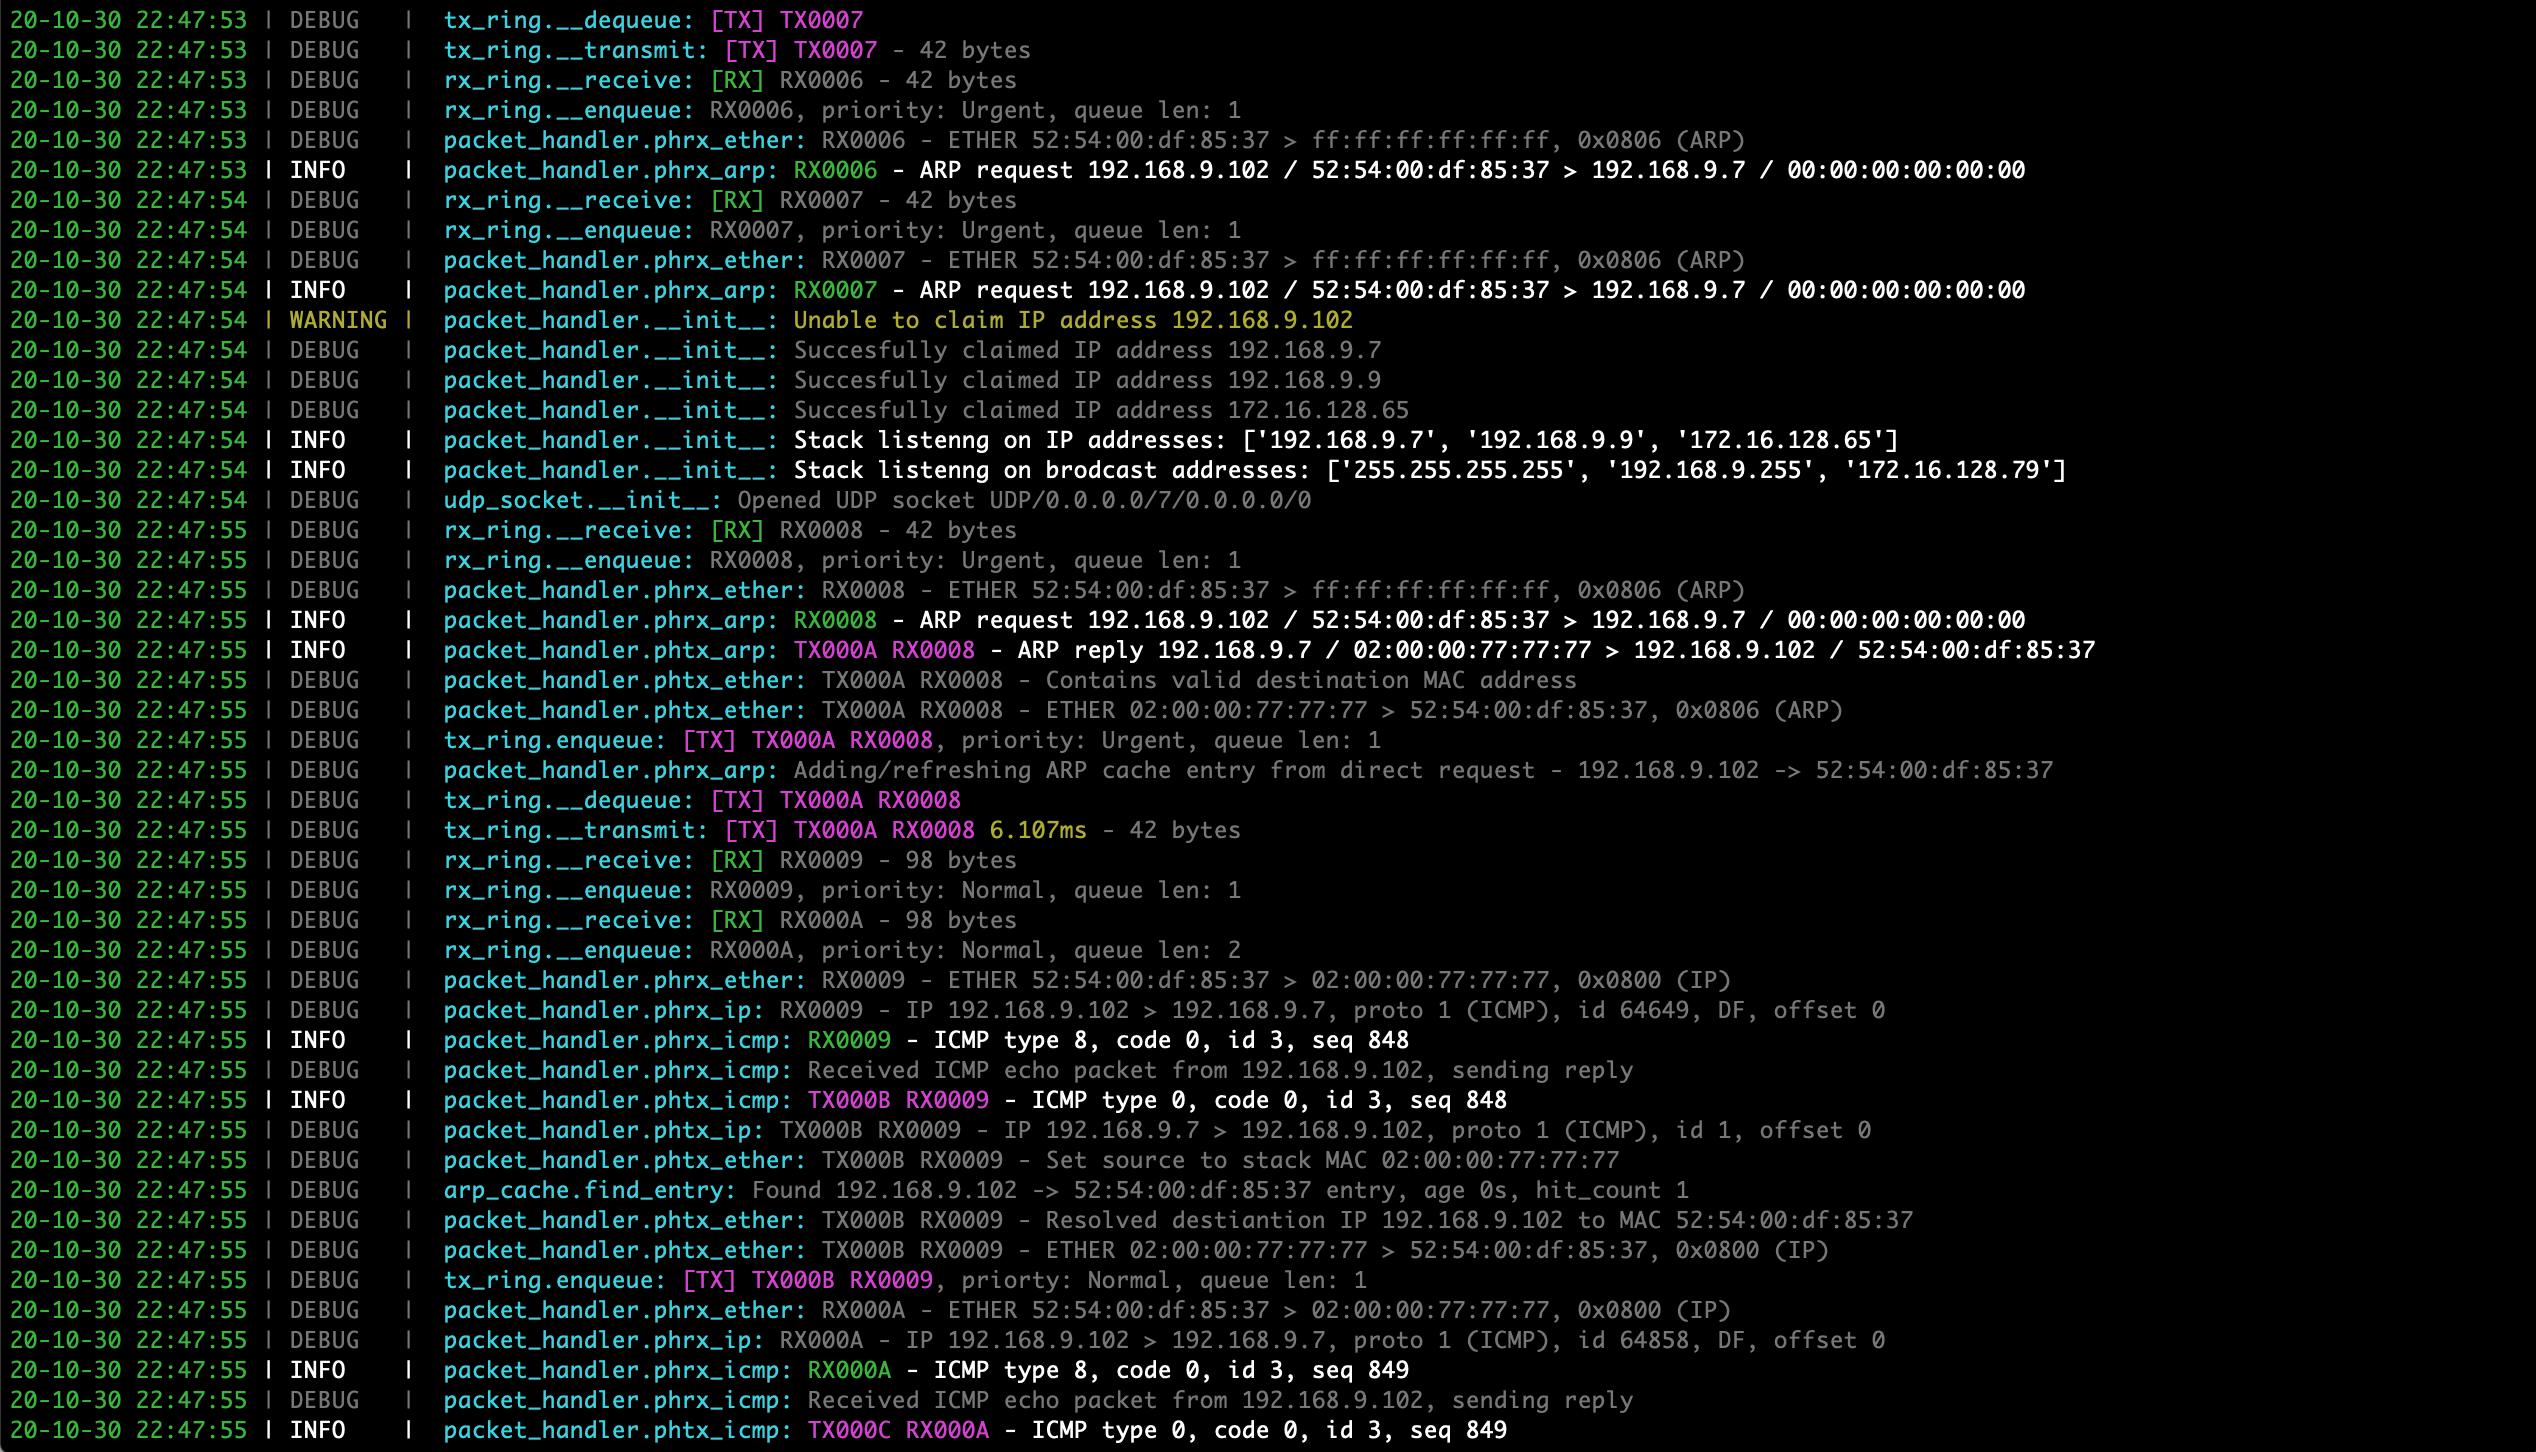 20-10-30 22:47:53 | DEBUG   |  tx_ring.__dequeue: [TX] TX0007
20-10-30 22:47:53 | DEBUG   |  tx_ring.__transmit: [TX] TX0007 - 42 bytes
20-10-30 22:47:53 | DEBUG   |  rx_ring.__receive: [RX] RX0006 - 42 bytes
20-10-30 22:47:53 | DEBUG   |  rx_ring.__enqueue: RX0006, priority: Urgent, queue len: 1
20-10-30 22:47:53 | DEBUG   |  packet_handler.phrx_ether: RX0006 - ETHER 52:54:00:df:85:37 > ff:ff:ff:ff:ff:ff, 0x0806 (ARP)
20-10-30 22:47:53 | INFO    |  packet_handler.phrx_arp: RX0006 - ARP request 192.168.9.102 / 52:54:00:df:85:37 > 192.168.9.7 / 00:00:00:00:00:00
20-10-30 22:47:54 | DEBUG   |  rx_ring.__receive: [RX] RX0007 - 42 bytes
20-10-30 22:47:54 | DEBUG   |  rx_ring.__enqueue: RX0007, priority: Urgent, queue len: 1
20-10-30 22:47:54 | DEBUG   |  packet_handler.phrx_ether: RX0007 - ETHER 52:54:00:df:85:37 > ff:ff:ff:ff:ff:ff, 0x0806 (ARP)
20-10-30 22:47:54 | INFO    |  packet_handler.phrx_arp: RX0007 - ARP request 192.168.9.102 / 52:54:00:df:85:37 > 192.168.9.7 / 00:00:00:00:00:00
20-10-30 22:47:54 | WARNING |  packet_handler.__init__: Unable to claim IP address 192.168.9.102
20-10-30 22:47:54 | DEBUG   |  packet_handler.__init__: Succesfully claimed IP address 192.168.9.7
20-10-30 22:47:54 | DEBUG   |  packet_handler.__init__: Succesfully claimed IP address 192.168.9.9
20-10-30 22:47:54 | DEBUG   |  packet_handler.__init__: Succesfully claimed IP address 172.16.128.65
20-10-30 22:47:54 | INFO    |  packet_handler.__init__: Stack listenng on IP addresses: ['192.168.9.7', '192.168.9.9', '172.16.128.65']
20-10-30 22:47:54 | INFO    |  packet_handler.__init__: Stack listenng on brodcast addresses: ['255.255.255.255', '192.168.9.255', '172.16.128.79']
20-10-30 22:47:54 | DEBUG   |  udp_socket.__init__: Opened UDP socket UDP/0.0.0.0/7/0.0.0.0/0
20-10-30 22:47:55 | DEBUG   |  rx_ring.__receive: [RX] RX0008 - 42 bytes
20-10-30 22:47:55 | DEBUG   |  rx_ring.__enqueue: RX0008, priority: Urgent, queue len: 1
20-10-30 22:47:55 | DEBUG   |  packet_handler.phrx_ether: RX0008 - ETHER 52:54:00:df:85:37 > ff:ff:ff:ff:ff:ff, 0x0806 (ARP)
20-10-30 22:47:55 | INFO    |  packet_handler.phrx_arp: RX0008 - ARP request 192.168.9.102 / 52:54:00:df:85:37 > 192.168.9.7 / 00:00:00:00:00:00
20-10-30 22:47:55 | INFO    |  packet_handler.phtx_arp: TX000A RX0008 - ARP reply 192.168.9.7 / 02:00:00:77:77:77 > 192.168.9.102 / 52:54:00:df:85:37
20-10-30 22:47:55 | DEBUG   |  packet_handler.phtx_ether: TX000A RX0008 - Contains valid destination MAC address
20-10-30 22:47:55 | DEBUG   |  packet_handler.phtx_ether: TX000A RX0008 - ETHER 02:00:00:77:77:77 > 52:54:00:df:85:37, 0x0806 (ARP)
20-10-30 22:47:55 | DEBUG   |  tx_ring.enqueue: [TX] TX000A RX0008, priority: Urgent, queue len: 1
20-10-30 22:47:55 | DEBUG   |  packet_handler.phrx_arp: Adding/refreshing ARP cache entry from direct request - 192.168.9.102 -> 52:54:00:df:85:37
20-10-30 22:47:55 | DEBUG   |  tx_ring.__dequeue: [TX] TX000A RX0008
20-10-30 22:47:55 | DEBUG   |  tx_ring.__transmit: [TX] TX000A RX0008 6.107ms - 42 bytes
20-10-30 22:47:55 | DEBUG   |  rx_ring.__receive: [RX] RX0009 - 98 bytes
20-10-30 22:47:55 | DEBUG   |  rx_ring.__enqueue: RX0009, priority: Normal, queue len: 1
20-10-30 22:47:55 | DEBUG   |  rx_ring.__receive: [RX] RX000A - 98 bytes
20-10-30 22:47:55 | DEBUG   |  rx_ring.__enqueue: RX000A, priority: Normal, queue len: 2
20-10-30 22:47:55 | DEBUG   |  packet_handler.phrx_ether: RX0009 - ETHER 52:54:00:df:85:37 > 02:00:00:77:77:77, 0x0800 (IP)
20-10-30 22:47:55 | DEBUG   |  packet_handler.phrx_ip: RX0009 - IP 192.168.9.102 > 192.168.9.7, proto 1 (ICMP), id 64649, DF, offset 0
20-10-30 22:47:55 | INFO    |  packet_handler.phrx_icmp: RX0009 - ICMP type 8, code 0, id 3, seq 848
20-10-30 22:47:55 | DEBUG   |  packet_handler.phrx_icmp: Received ICMP echo packet from 192.168.9.102, sending reply
20-10-30 22:47:55 | INFO    |  packet_handler.phtx_icmp: TX000B RX0009 - ICMP type 0, code 0, id 3, seq 848
20-10-30 22:47:55 | DEBUG   |  packet_handler.phtx_ip: TX000B RX0009 - IP 192.168.9.7 > 192.168.9.102, proto 1 (ICMP), id 1, offset 0
20-10-30 22:47:55 | DEBUG   |  packet_handler.phtx_ether: TX000B RX0009 - Set source to stack MAC 02:00:00:77:77:77
20-10-30 22:47:55 | DEBUG   |  arp_cache.find_entry: Found 192.168.9.102 -> 52:54:00:df:85:37 entry, age 0s, hit_count 1
20-10-30 22:47:55 | DEBUG   |  packet_handler.phtx_ether: TX000B RX0009 - Resolved destiantion IP 192.168.9.102 to MAC 52:54:00:df:85:37
20-10-30 22:47:55 | DEBUG   |  packet_handler.phtx_ether: TX000B RX0009 - ETHER 02:00:00:77:77:77 > 52:54:00:df:85:37, 0x0800 (IP)
20-10-30 22:47:55 | DEBUG   |  tx_ring.enqueue: [TX] TX000B RX0009, priorty: Normal, queue len: 1
20-10-30 22:47:55 | DEBUG   |  packet_handler.phrx_ether: RX000A - ETHER 52:54:00:df:85:37 > 02:00:00:77:77:77, 0x0800 (IP)
20-10-30 22:47:55 | DEBUG   |  packet_handler.phrx_ip: RX000A - IP 192.168.9.102 > 192.168.9.7, proto 1 (ICMP), id 64858, DF, offset 0
20-10-30 22:47:55 | INFO    |  packet_handler.phrx_icmp: RX000A - ICMP type 8, code 0, id 3, seq 849
20-10-30 22:47:55 | DEBUG   |  packet_handler.phrx_icmp: Received ICMP echo packet from 192.168.9.102, sending reply
20-10-30 22:47:55 | INFO    |  packet_handler.phtx_icmp: TX000C RX000A - ICMP type 0, code 0, id 3, seq 849